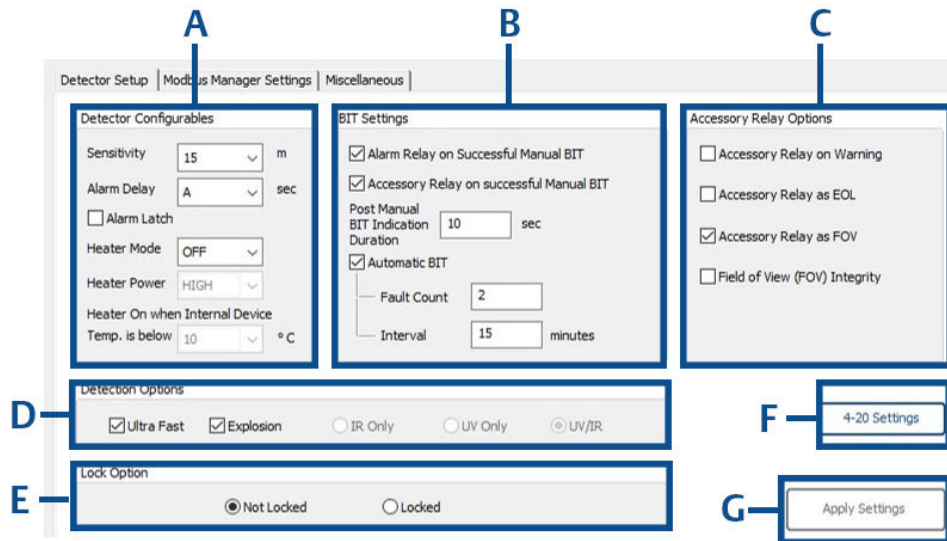 A
B
C
Detector Setup
Modbus Manager Settings
Miscellaneous
Detector Configurables
Sensitivity
15
m
Alarm Delay
A
sec
Alarm Latch
Heater Mode
OFF
Heater Power
HIGH
Heater On when Internal Device
Temp. is below
10
° C
BIT Settings
Alarm Relay on Successful Manual BIT
Accessory Relay on successful Manual BIT
Post Manual
BIT Indication
Duration
10
sec
Automatic BIT
Fault Count
2
Interval
15
minutes
Accessory Relay Options
Accessory Relay on Warning
Accessory Relay as EOL
Accessory Relay as FOV
Field of View (FOV) Integrity
D
Detection Options
Ultra Fast
Explosion
IR Only
UV Only
UV/IR
F
4-20 Settings
E
Lock Option
Not Locked
Locked
G
Apply Settings